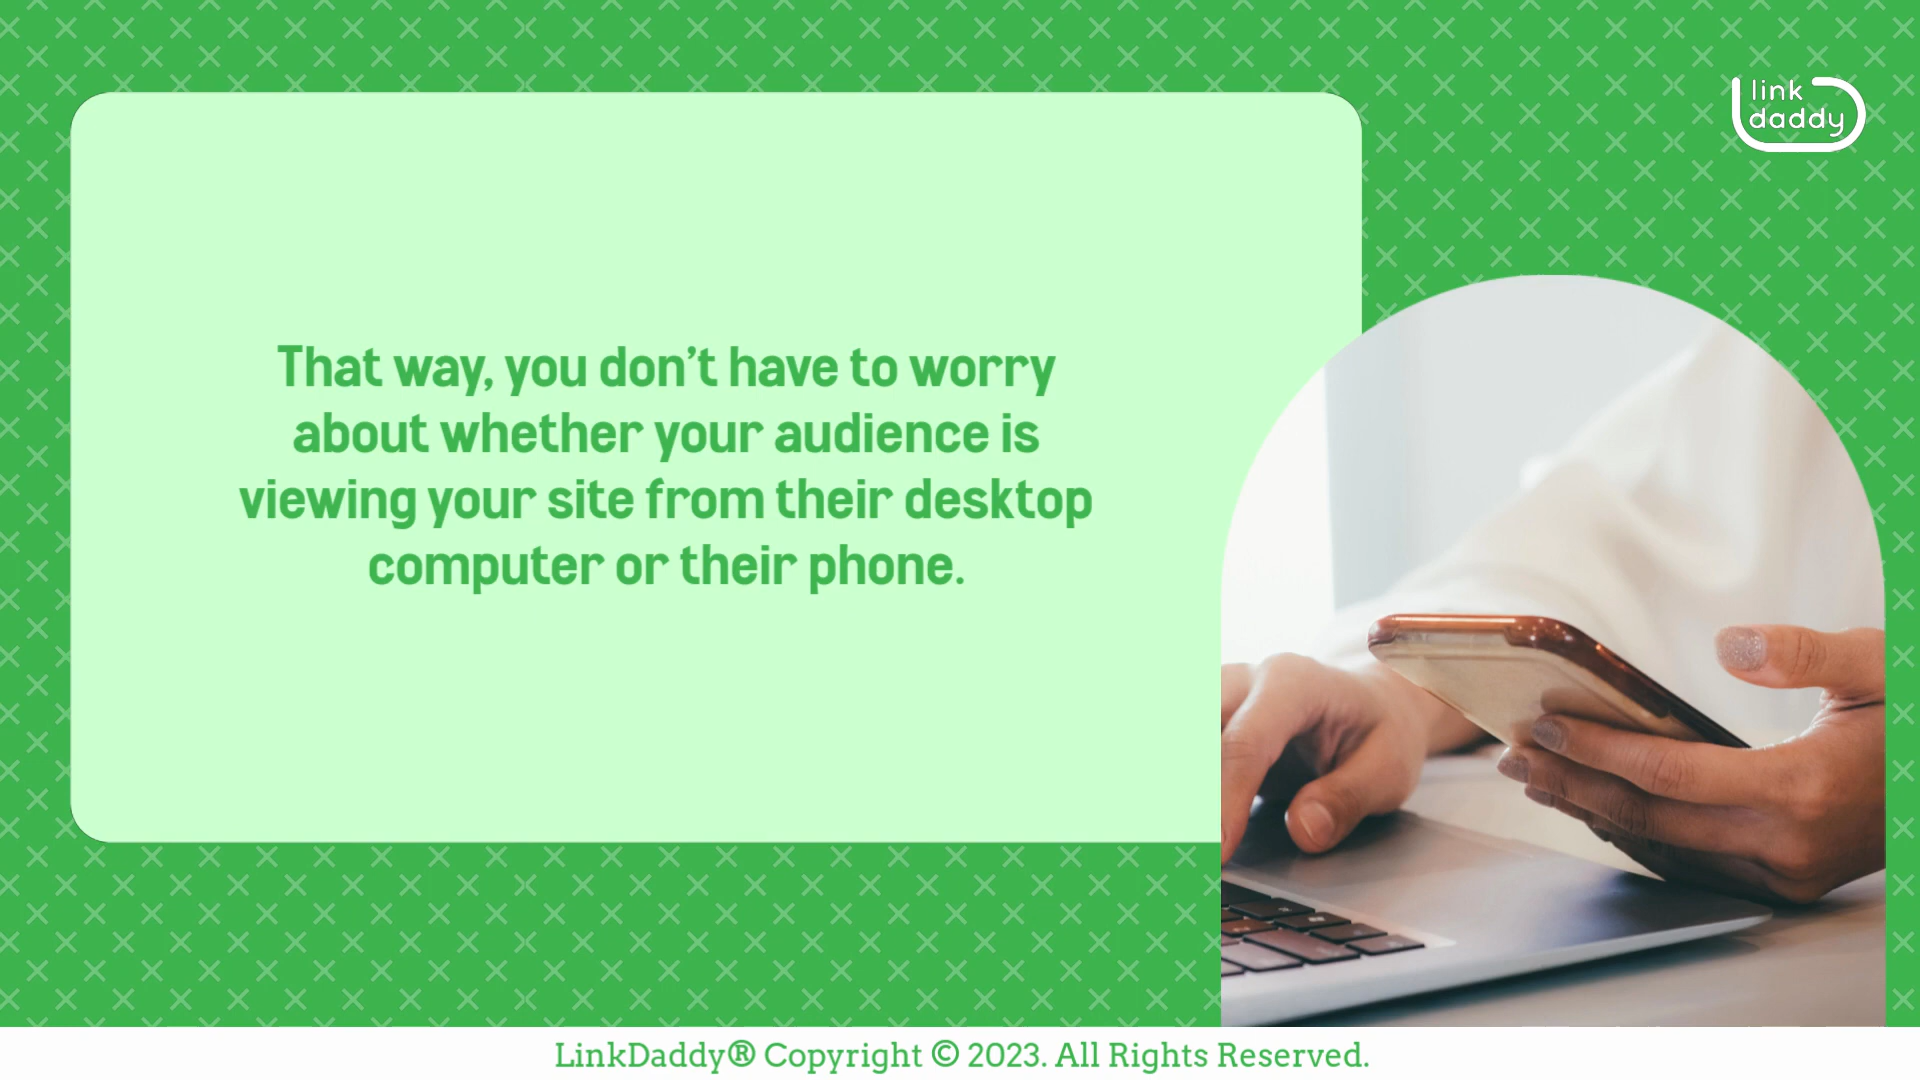 link
daddy
That way, you don’t have to worry
about whether your audience is
viewing your site from their desktop
computer or their phone.
LinkDaddy® Copyright © 2023. All Rights Reserved.